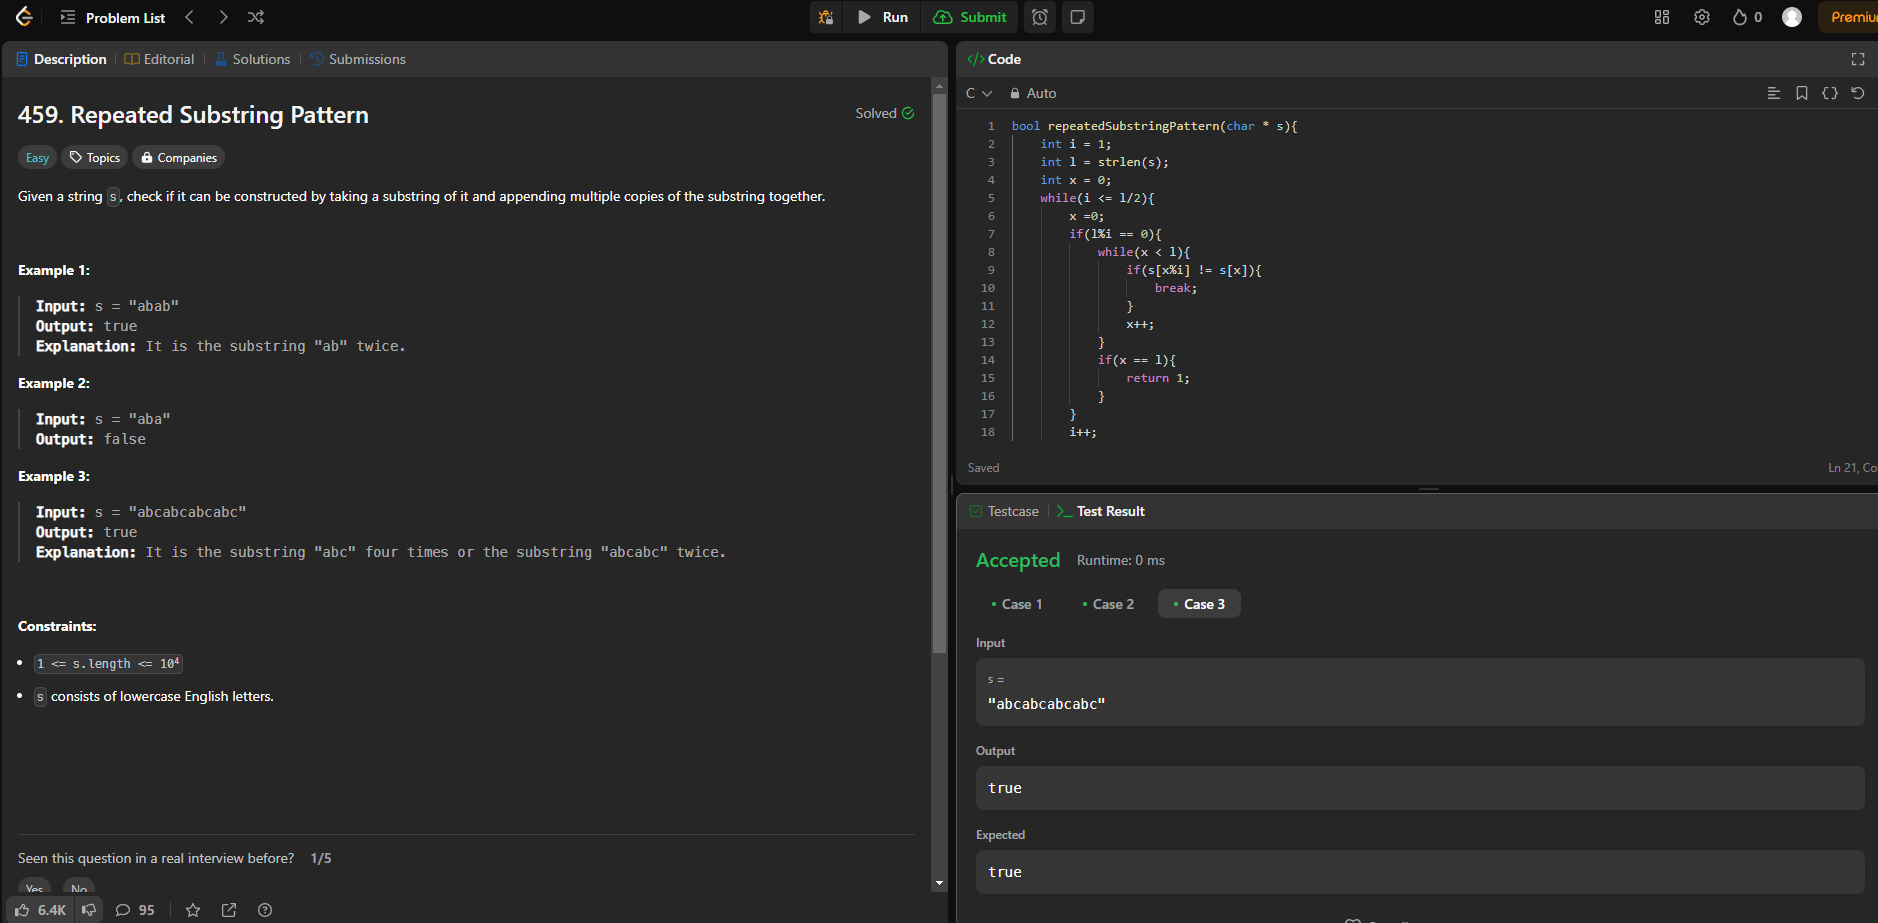 Problem List
Run
Submit
0
Premiu
Description
Editorial
Solutions
Submissions
459. Repeated Substring Pattern
Solved
Easy
Topics
Companies
Given a string s, check if it can be constructed by taking a substring of it and appending multiple copies of the substring together.
Example 1:
Input: s = "abab"
Output: true
Explanation: It is the substring "ab" twice.
Example 2:
Input: s = "aba"
Output: false
Example 3:
Input: s = "abcabcabcabc"
Output: true
Explanation: It is the substring "abc" four times or the substring "abcabc" twice.
Constraints:
• 1 <= s.length <= 10⁴
• s consists of lowercase English letters.
Seen this question in a real interview before? 1/5
Yes
No
6.4K
95
</> Code
C
Auto
1 bool repeatedSubstringPattern(char * s){
2     int i = 1;
3     int l = strlen(s);
4     int x = 0;
5     while(i <= l/2){
6         x =0;
7         if(l%i == 0){
8             while(x < l){
9                 if(s[x%i] != s[x]){
10                     break;
11                 }
12                 x++;
13             }
14             if(x == l){
15                 return 1;
16             }
17         }
18         i++;
Saved
Ln 21, Co
Testcase
>_ Test Result
Accepted
Runtime: 0 ms
• Case 1
• Case 2
• Case 3
Input
s =
"abcabcabcabc"
Output
true
Expected
true